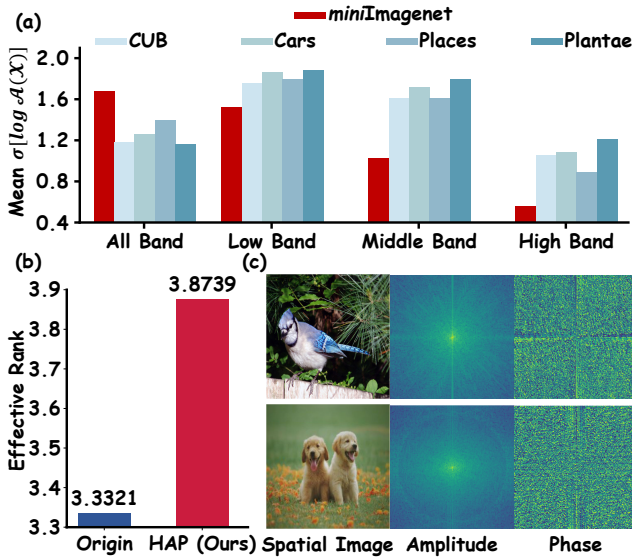 (a)
miniImagenet
CUB Cars Places Plantae
Mean σ[log 𝒜(𝒳)]
2.0
1.6
1.2
0.8
0.4
All Band Low Band Middle Band High Band
(b)
Effective Rank
3.9
3.8
3.7
3.6
3.5
3.4
3.3
3.3321
3.8739
Origin HAP (Ours)
(c)
Spatial Image Amplitude Phase